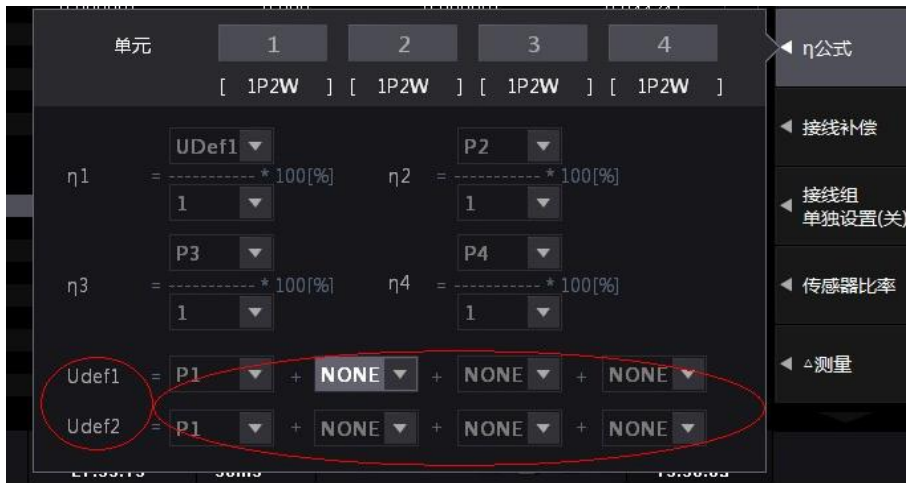 单元 1 2 3 4
[ 1P2W ] [ 1P2W ] [ 1P2W ] [ 1P2W ]
η1 = UDef1 ----------- * 100[%] 1
η2 = P2 ----------- * 100[%] 1
η3 = P3 ----------- * 100[%] 1
η4 = P4 ----------- * 100[%] 1
Udef1 = P1 + NONE + NONE + NONE
Udef2 = P1 + NONE + NONE + NONE
η公式
接线补偿
接线组
单独设置(关)
传感器比率
△测量